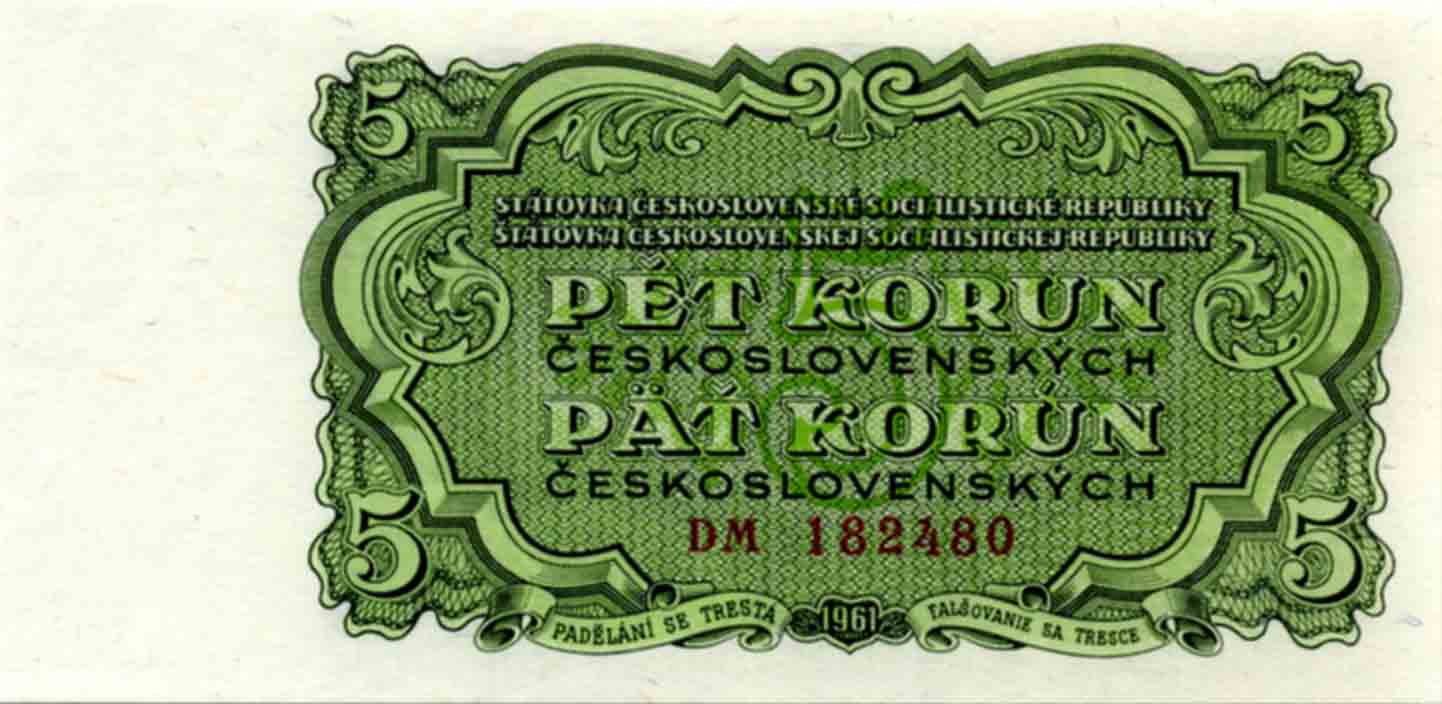 5 5
STÁTOVKA ČESKOSLOVENSKÉ SOCIALISTICKÉ REPUBLIKY
ŠTÁTOVKA ČESKOSLOVENSKEJ SOCIALISTICKEJ REPUBLIKY
PĚT KORUN
ČESKOSLOVENSKÝCH
PÄŤ KORÚN
ČESKOSLOVENSKÝCH
DM 182480
5 5
PADĚLÁNÍ SE TRESTÁ 1961 FALŠOVANIE SA TRESCE